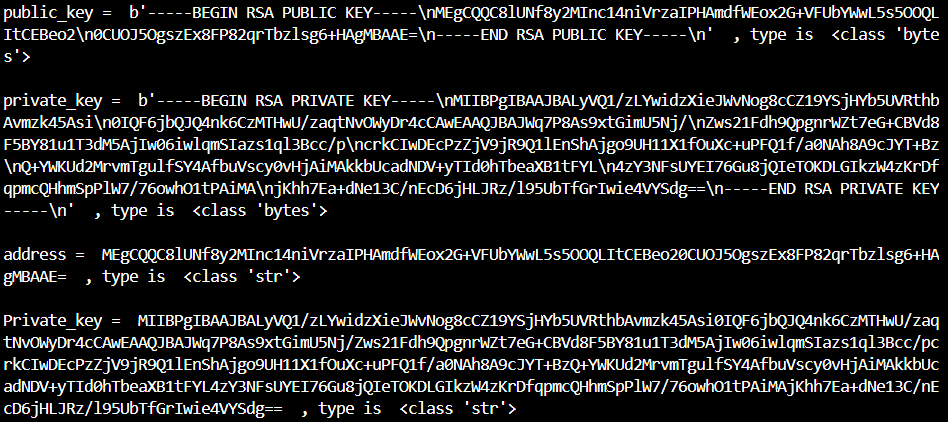 public_key =  b'-----BEGIN RSA PUBLIC KEY-----\nMEgCQQC8lUNf8y2MInc14niVrzaIPHAmdfWEox2G+VFUbYWwL5s5OOQL
ItCEBeo2\n0CUOJ5OgszEx8FP82qrTbzlsg6+HAgMBAAE=\n-----END RSA PUBLIC KEY-----\n'  , type is  <class 'byte
s'>
private_key =  b'-----BEGIN RSA PRIVATE KEY-----\nMIIBPgIBAAJBALyVQ1/zLYwidzXieJWvNog8cCZ19YSjHYb5UVRthb
Avmzk45Asi\n0IQF6jbQJQ4nk6CzMTHwU/zaqtNvOWyDr4cCAwEAAQJBAJWq7P8As9xtGimU5Nj/\nZws21Fdh9QpgnrWZt7eG+CBVd8
F5BY81u1T3dM5AjIw06iwlqmSIazs1ql3Bcc/p\ncrkCIwDEcPzZjV9jR9Q1lEnShAjgo9UH11X1fOuXc+uPFQ1f/a0NAh8A9cJYT+Bz
\nQ+YWKUd2MrvmTgulfSY4AfbuVscy0vHjAiMAkkbUcadNDV+yTId0hTbeaXB1tFYL\n4zY3NFsUYEI76Gu8jQIeTOKDLGIkzW4zKrDf
qpmcQHhmSpPlW7/76owhO1tPAiMA\njKhh7Ea+dNe13C/nEcD6jHLJRz/l95UbTfGrIwie4VYSdg==\n-----END RSA PRIVATE KEY
-----\n'  , type is  <class 'bytes'>
address =  MEgCQQC8lUNf8y2MInc14niVrzaIPHAmdfWEox2G+VFUbYWwL5s5OOQLItCEBeo20CUOJ5OgszEx8FP82qrTbzlsg6+HA
gMBAAE=  , type is  <class 'str'>
Private_key =  MIIBPgIBAAJBALyVQ1/zLYwidzXieJWvNog8cCZ19YSjHYb5UVRthbAvmzk45Asi0IQF6jbQJQ4nk6CzMTHwU/zaq
tNvOWyDr4cCAwEAAQJBAJWq7P8As9xtGimU5Nj/Zws21Fdh9QpgnrWZt7eG+CBVd8F5BY81u1T3dM5AjIw06iwlqmSIazs1ql3Bcc/pc
rkCIwDEcPzZjV9jR9Q1lEnShAjgo9UH11X1fOuXc+uPFQ1f/a0NAh8A9cJYT+BzQ+YWKUd2MrvmTgulfSY4AfbuVscy0vHjAiMAkkbU
cadNDV+yTId0hTbeaXB1tFYL4zY3NFsUYEI76Gu8jQIeTOKDLGIkzW4zKrDfqpmcQHhmSpPlW7/76owhO1tPAiMAjKhh7Ea+dNe13C/nE
cD6jHLJRz/l95UbTfGrIwie4VYSdg==  , type is  <class 'str'>